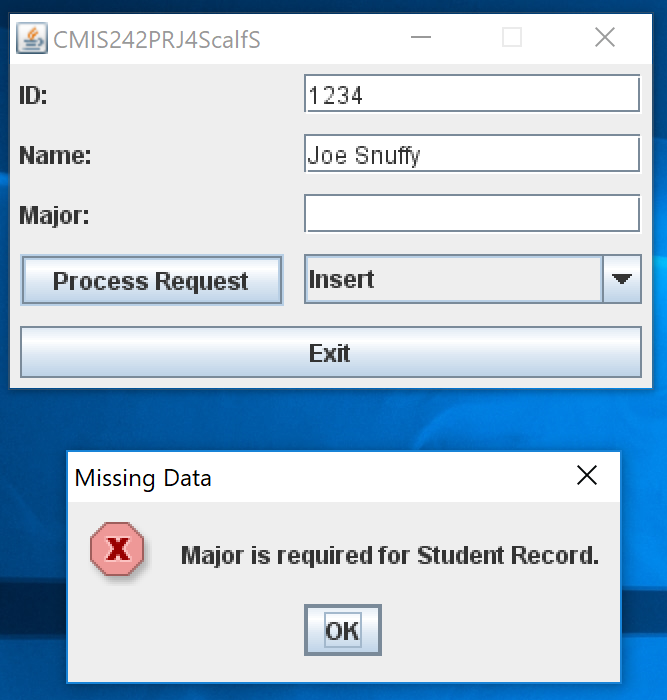 CMIS242PRJ4ScalfS
ID:
1234
Name:
Joe Snuffy
Major:
Process Request
Insert
Exit
Missing Data
X
Major is required for Student Record.
OK